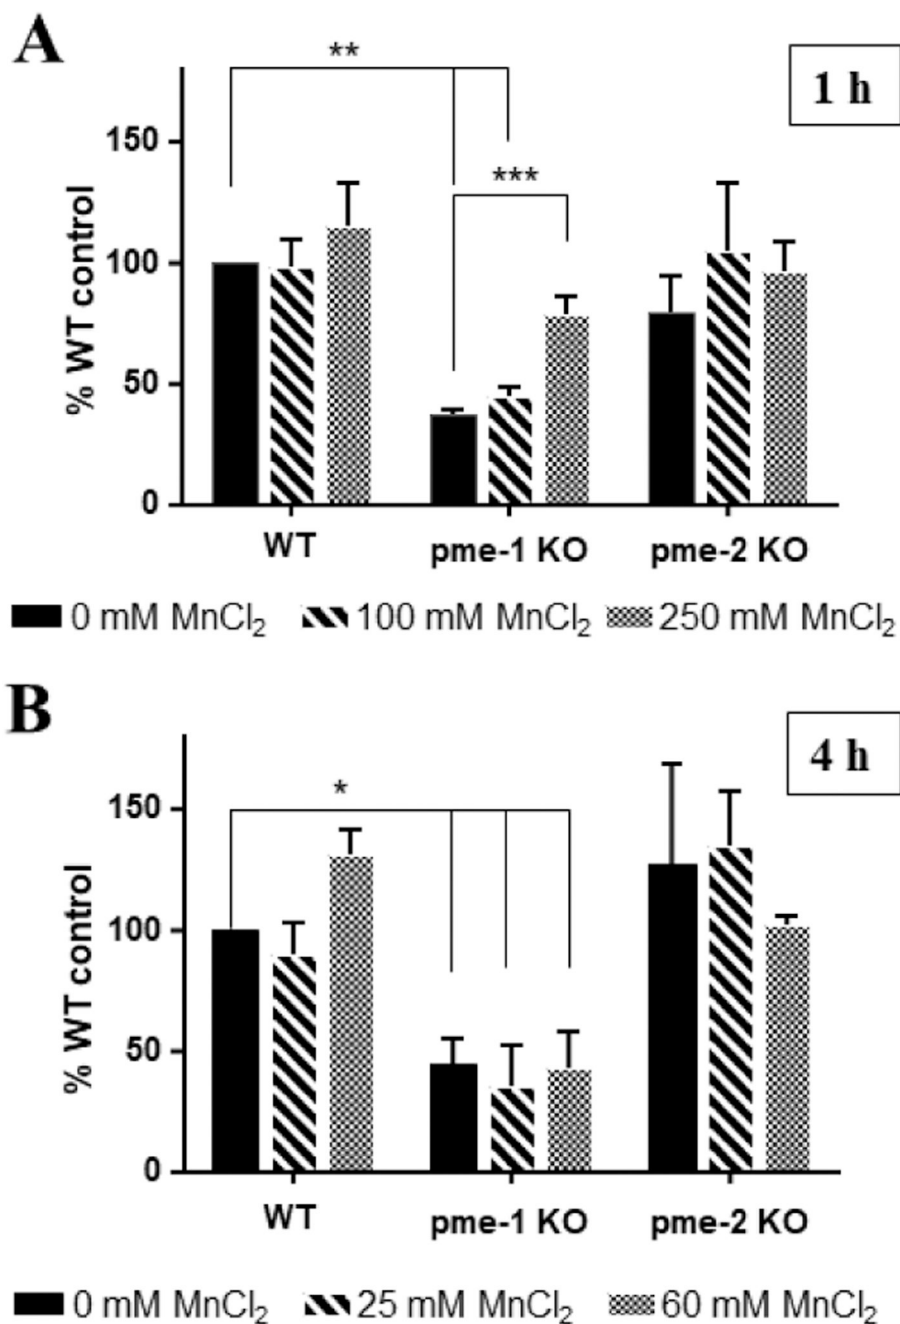 A
1 h
**
***
% WT control
150
100
50
0
WT pme-1 KO pme-2 KO
0 mM MnCl₂ 100 mM MnCl₂ 250 mM MnCl₂
B
4 h
*
% WT control
150
100
50
0
WT pme-1 KO pme-2 KO
0 mM MnCl₂ 25 mM MnCl₂ 60 mM MnCl₂